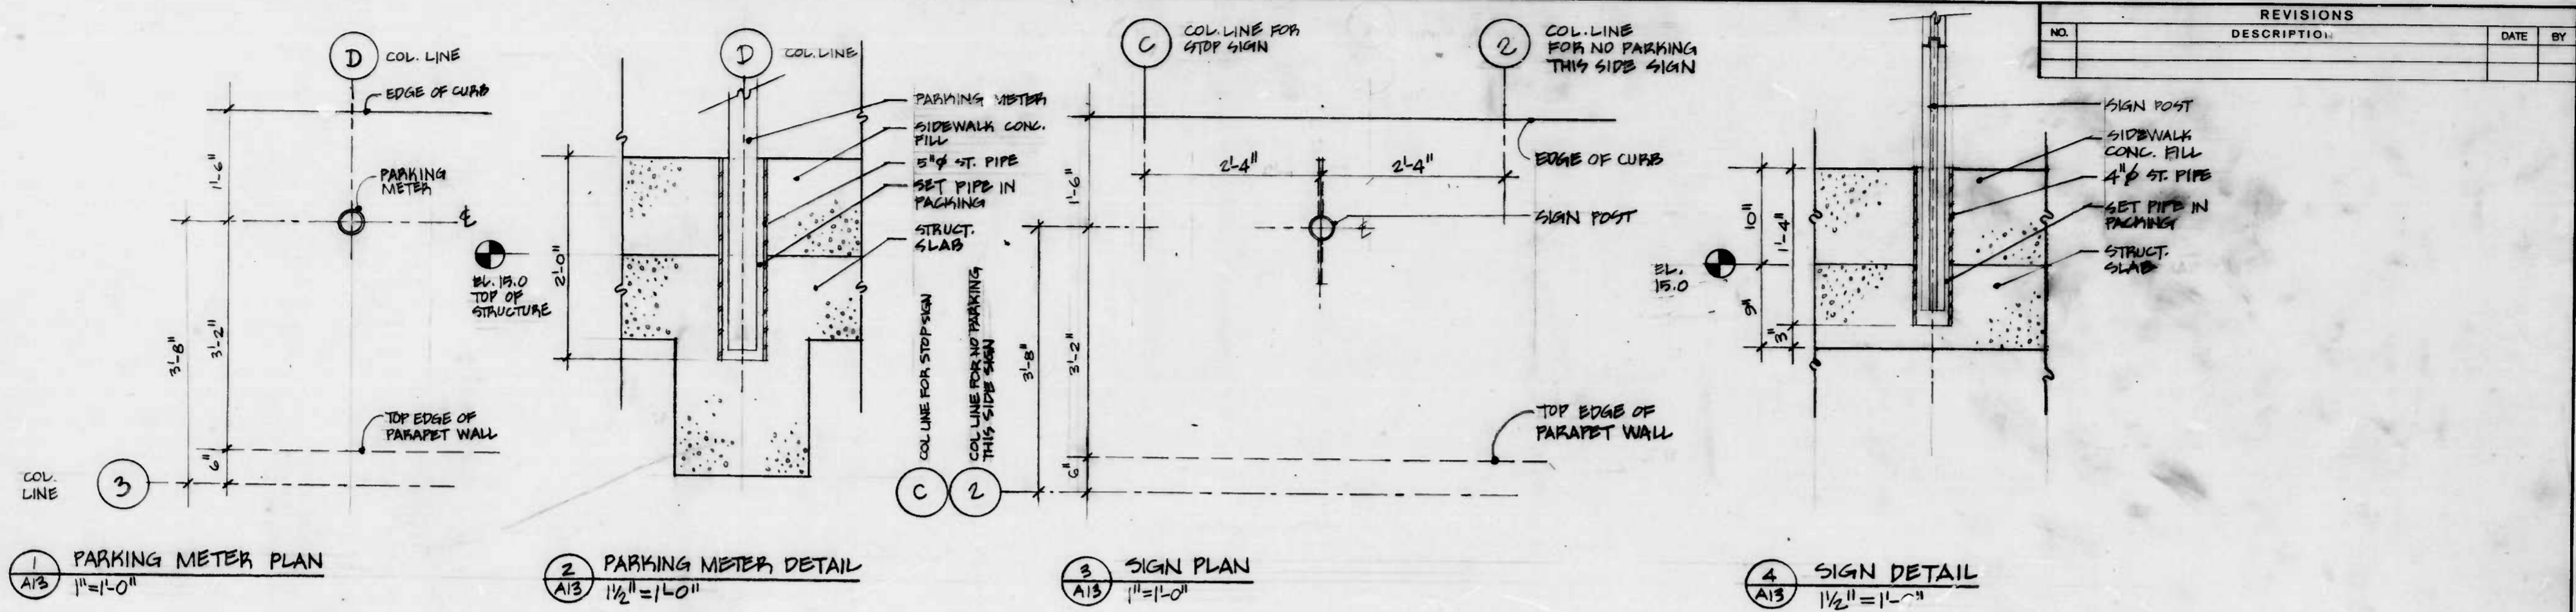 D COL. LINE
EDGE OF CURB
1'-6"
PARKING
METER
℄
3'-8"
3'-2"
TOP EDGE OF
PARAPET WALL
6"
COL.
LINE
3
1
A13
PARKING METER PLAN
1"=1'-0"
D COL. LINE
PARKING METER
SIDEWALK CONC.
FILL
5"φ ST. PIPE
SET PIPE IN
PACKING
STRUCT.
SLAB
2'-0"
EL. 15.0
TOP OF
STRUCTURE
2
A13
PARKING METER DETAIL
1½"=1'-0"
C COL. LINE FOR
STOP SIGN
2 COL. LINE
FOR NO PARKING
THIS SIDE SIGN
2'-4"
2'-4"
EDGE OF CURB
1'-6"
SIGN POST
℄
3'-8"
3'-2"
COL LINE FOR STOP SIGN
COL LINE FOR NO PARKING
THIS SIDE SIGN
TOP EDGE OF
PARAPET WALL
6"
C
2
3
A13
SIGN PLAN
1"=1'-0"
SIGN POST
SIDEWALK
CONC. FILL
4"φ ST. PIPE
SET PIPE IN
PACKING
STRUCT.
SLAB
10"
1'-4"
EL.
15.0
9"
3"
4
A13
SIGN DETAIL
1½"=1'-0"
REVISIONS
NO. DESCRIPTION DATE BY